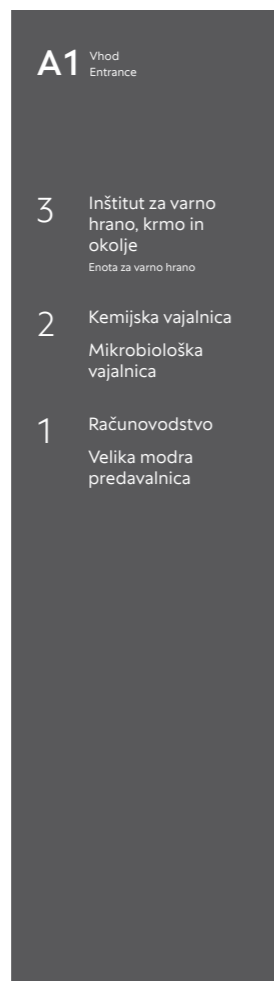 A1 Vhod
Entrance
3 Inštitut za varno
hrano, krmo in
okolje
Enota za varno hrano
2 Kemijska vajalnica
Mikrobiološka
vajalnica
1 Računovodstvo
Velika modra
predavalnica